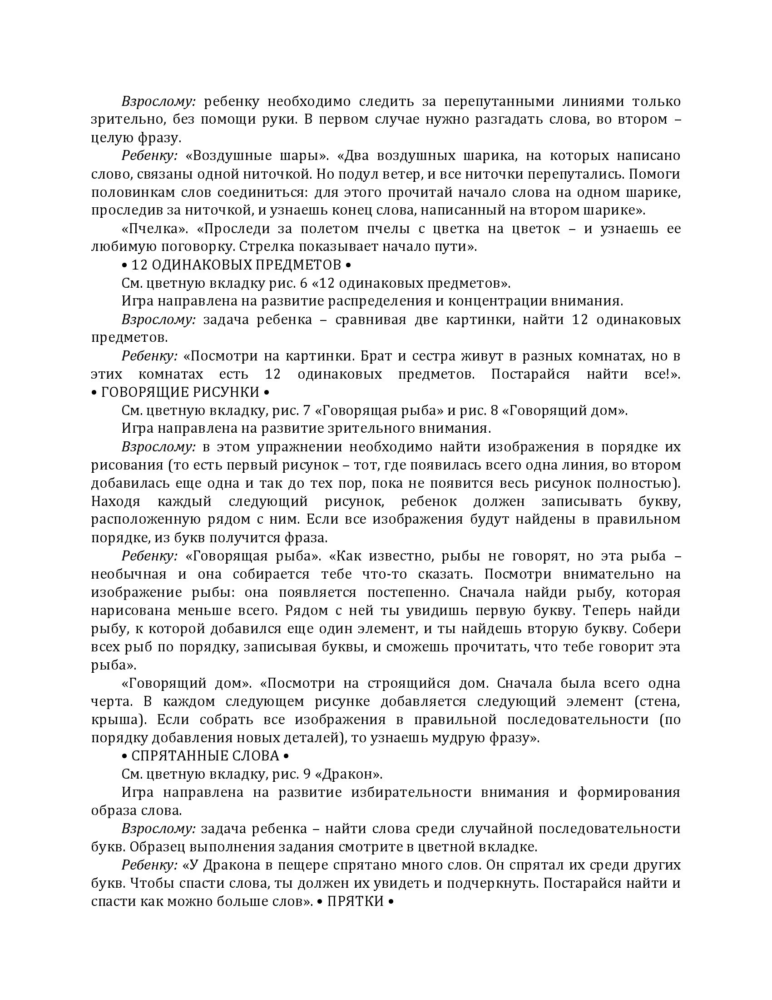 Взрослому: ребенку необходимо следить за перепутанными линиями только
зрительно, без помощи руки. В первом случае нужно разгадать слова, во втором –
целую фразу.
Ребенку: «Воздушные шары». «Два воздушных шарика, на которых написано
слово, связаны одной ниточкой. Но подул ветер, и все ниточки перепутались. Помоги
половинкам слов соединиться: для этого прочитай начало слова на одном шарике,
проследив за ниточкой, и узнаешь конец слова, написанный на втором шарике».
«Пчелка». «Проследи за полетом пчелы с цветка на цветок – и узнаешь ее
любимую поговорку. Стрелка показывает начало пути».
• 12 ОДИНАКОВЫХ ПРЕДМЕТОВ •
См. цветную вкладку рис. 6 «12 одинаковых предметов».
Игра направлена на развитие распределения и концентрации внимания.
Взрослому: задача ребенка – сравнивая две картинки, найти 12 одинаковых
предметов.
Ребенку: «Посмотри на картинки. Брат и сестра живут в разных комнатах, но в
этих комнатах есть 12 одинаковых предметов. Постарайся найти все!».
• ГОВОРЯЩИЕ РИСУНКИ •
См. цветную вкладку, рис. 7 «Говорящая рыба» и рис. 8 «Говорящий дом».
Игра направлена на развитие зрительного внимания.
Взрослому: в этом упражнении необходимо найти изображения в порядке их
рисования (то есть первый рисунок – тот, где появилась всего одна линия, во втором
добавилась еще одна и так до тех пор, пока не появится весь рисунок полностью).
Находя каждый следующий рисунок, ребенок должен записывать букву,
расположенную рядом с ним. Если все изображения будут найдены в правильном
порядке, из букв получится фраза.
Ребенку: «Говорящая рыба». «Как известно, рыбы не говорят, но эта рыба –
необычная и она собирается тебе что-то сказать. Посмотри внимательно на
изображение рыбы: она появляется постепенно. Сначала найди рыбу, которая
нарисована меньше всего. Рядом с ней ты увидишь первую букву. Теперь найди
рыбу, к которой добавился еще один элемент, и ты найдешь вторую букву. Собери
всех рыб по порядку, записывая буквы, и сможешь прочитать, что тебе говорит эта
рыба».
«Говорящий дом». «Посмотри на строящийся дом. Сначала была всего одна
черта. В каждом следующем рисунке добавляется следующий элемент (стена,
крыша). Если собрать все изображения в правильной последовательности (по
порядку добавления новых деталей), то узнаешь мудрую фразу».
• СПРЯТАННЫЕ СЛОВА •
См. цветную вкладку, рис. 9 «Дракон».
Игра направлена на развитие избирательности внимания и формирования
образа слова.
Взрослому: задача ребенка – найти слова среди случайной последовательности
букв. Образец выполнения задания смотрите в цветной вкладке.
Ребенку: «У Дракона в пещере спрятано много слов. Он спрятал их среди других
букв. Чтобы спасти слова, ты должен их увидеть и подчеркнуть. Постарайся найти и
спасти как можно больше слов». • ПРЯТКИ •